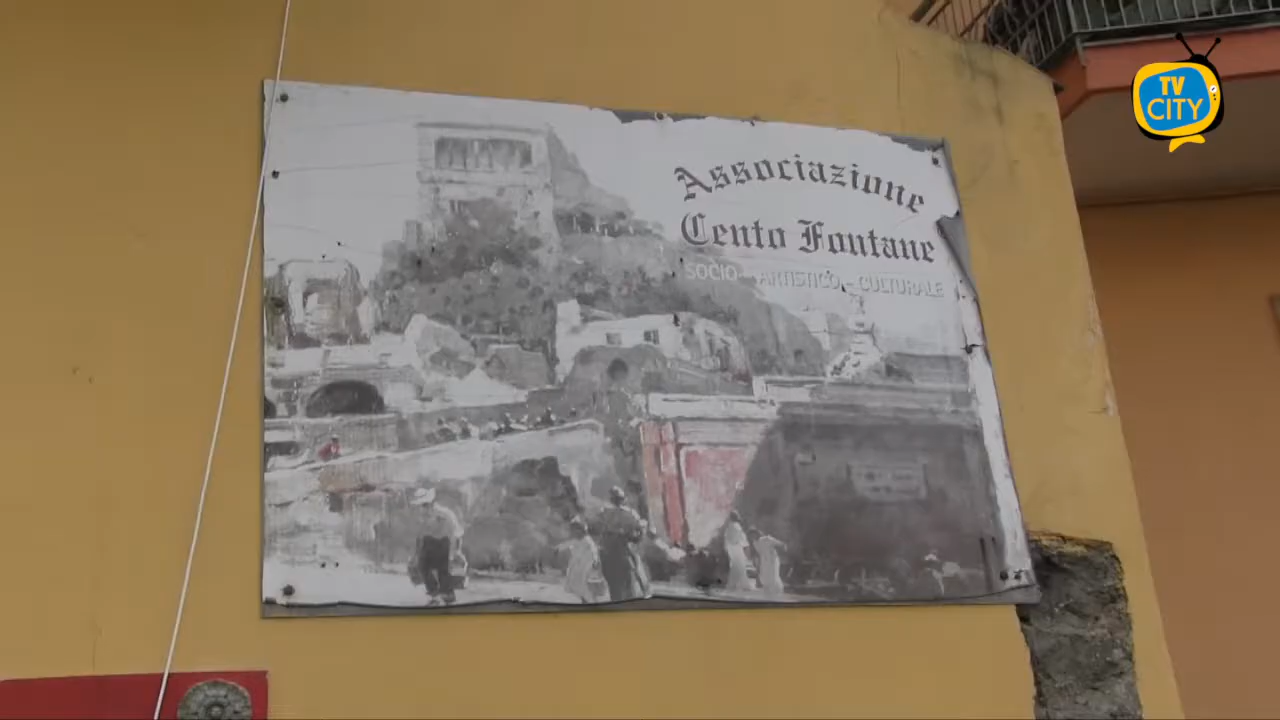 TV
CITY
Associazione
Cento Fontane
SOCIO - ARTISTICO - CULTURALE